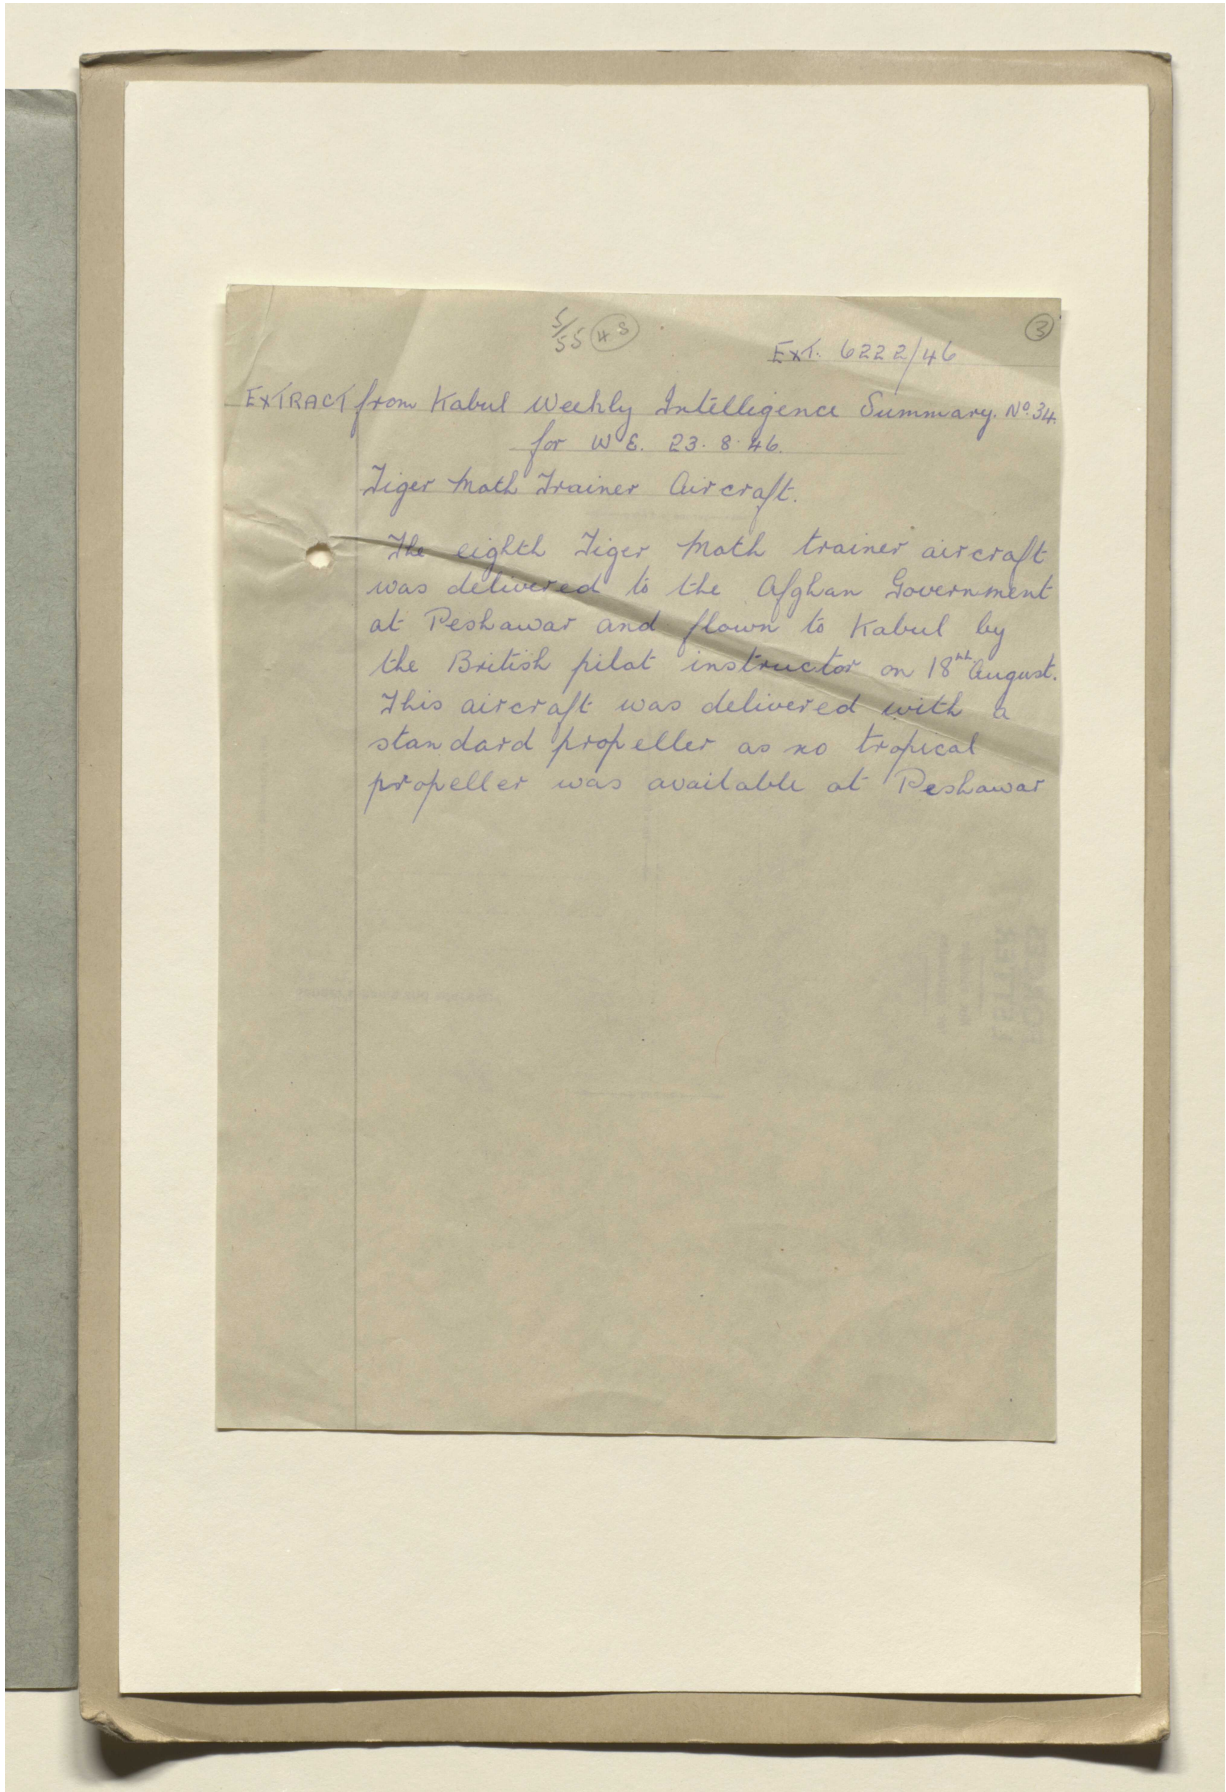 5/55
3
Ext. 6222/46
EXTRACT from Kabul Weekly Intelligence Summary. No. 34.
for W E. 23. 8. 46.
Tiger Moth Trainer Aircraft.
The eighth Tiger Moth trainer aircraft
was delivered to the Afghan Government
at Peshawar and flown to Kabul by
the British pilot instructor on 18th August.
This aircraft was delivered with a
standard propeller as no tropical
propeller was available at Peshawar
LETTER